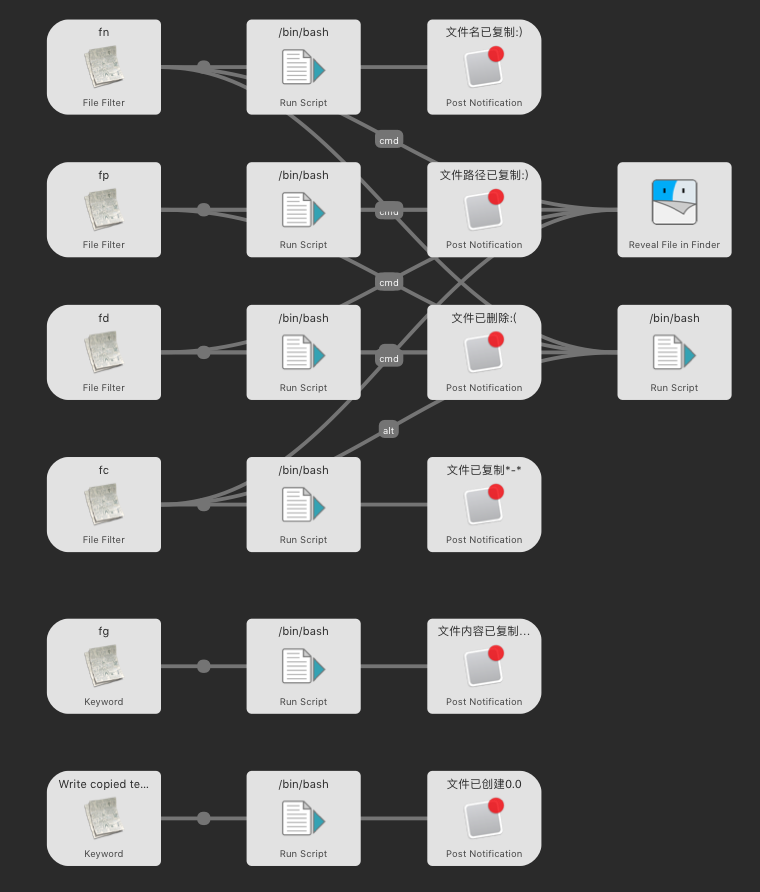 fn
File Filter
/bin/bash
Run Script
文件名已复制:)
Post Notification
cmd
fp
File Filter
/bin/bash
Run Script
cmd
文件路径已复制:)
Post Notification
Reveal File in Finder
cmd
fd
File Filter
/bin/bash
Run Script
cmd
文件已删除:(
Post Notification
/bin/bash
Run Script
alt
fc
File Filter
/bin/bash
Run Script
文件已复制*-*
Post Notification
fg
Keyword
/bin/bash
Run Script
文件内容已复制…
Post Notification
Write copied te…
Keyword
/bin/bash
Run Script
文件已创建0.0
Post Notification